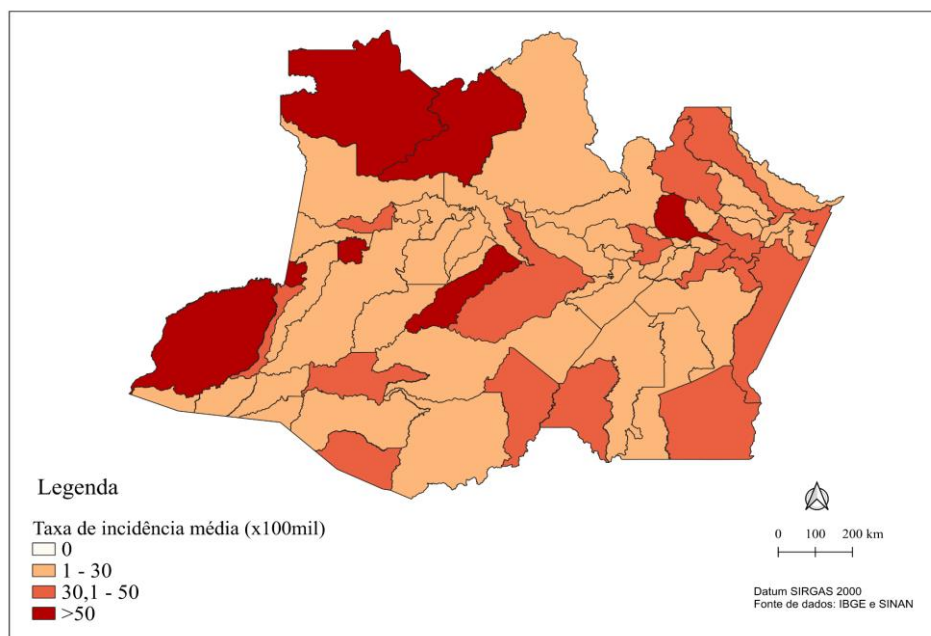 Legenda
Taxa de incidência média (x100mil)
0
1 - 30
30,1 - 50
>50
0 100 200 km
Datum SIRGAS 2000
Fonte de dados: IBGE e SINAN